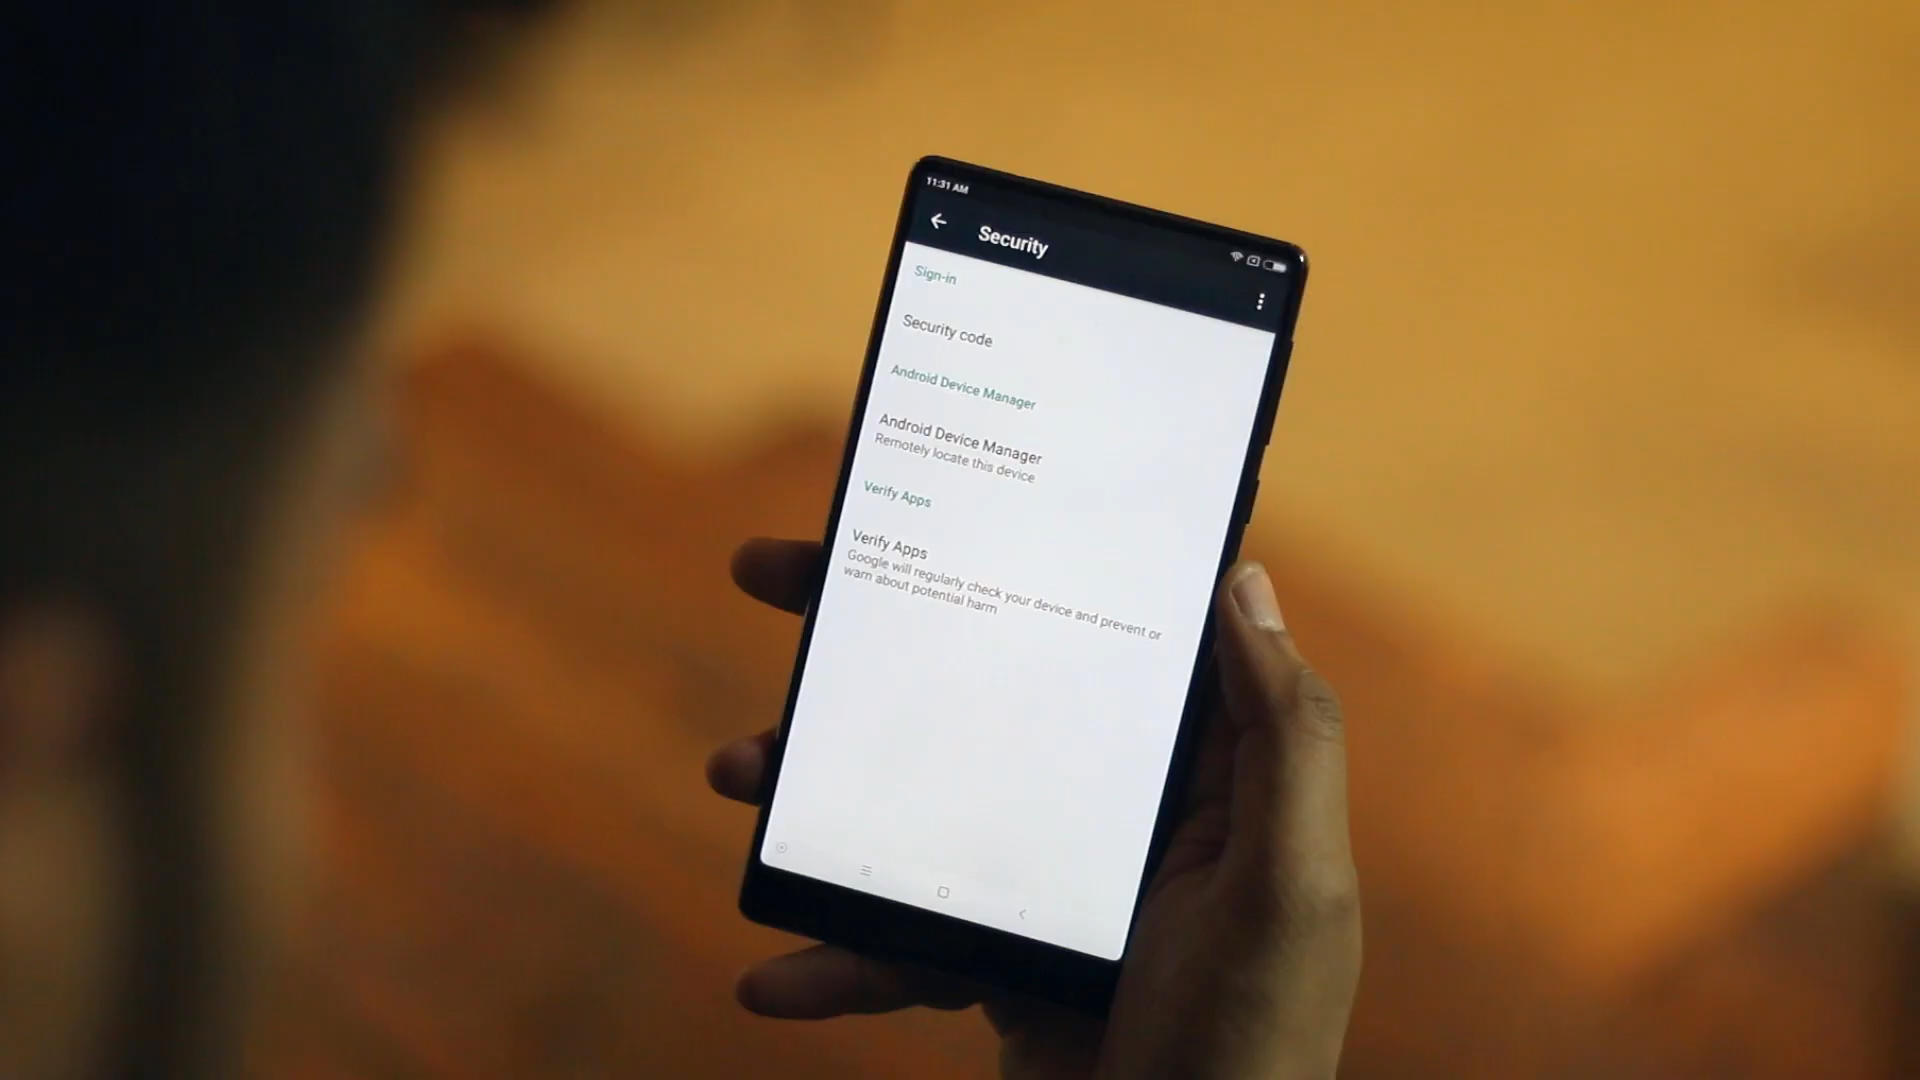 11:31 AM
Security
Sign-in
Security code
Android Device Manager
Android Device Manager
Remotely locate this device
Verify Apps
Verify Apps
Google will regularly check your device and prevent or
warn about potential harm